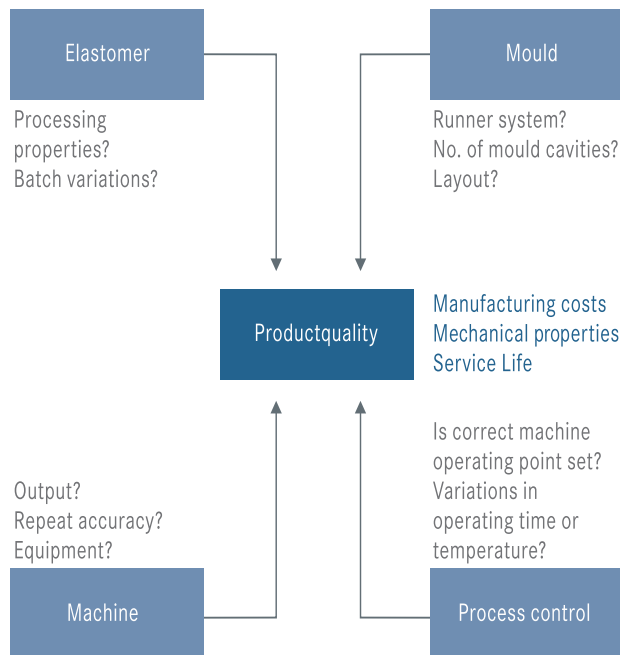 Elastomer
Processing
properties?
Batch variations?
Mould
Runner system?
No. of mould cavities?
Layout?
Productquality
Manufacturing costs
Mechanical properties
Service Life
Output?
Repeat accuracy?
Equipment?
Machine
Is correct machine
operating point set?
Variations in
operating time or
temperature?
Process control